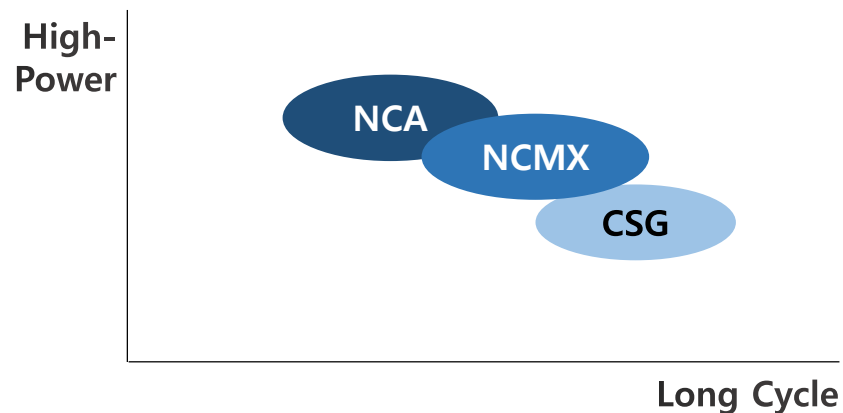 High-
Power
NCA
NCMX
CSG
Long Cycle